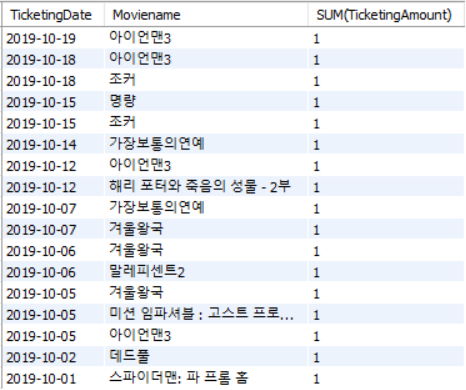 TicketingDate Moviename SUM(TicketingAmount)
2019-10-19 아이언맨3 1
2019-10-18 아이언맨3 1
2019-10-18 조커 1
2019-10-15 명량 1
2019-10-15 조커 1
2019-10-14 가장보통의연예 1
2019-10-12 아이언맨3 1
2019-10-12 해리 포터와 죽음의 성물 - 2부 1
2019-10-07 가장보통의연예 1
2019-10-07 겨울왕국 1
2019-10-06 겨울왕국 1
2019-10-06 말레피센트2 1
2019-10-05 겨울왕국 1
2019-10-05 미션 임파셔블 : 고스트 프로... 1
2019-10-05 아이언맨3 1
2019-10-02 데드풀 1
2019-10-01 스파이더맨: 파 프롬 홈 1